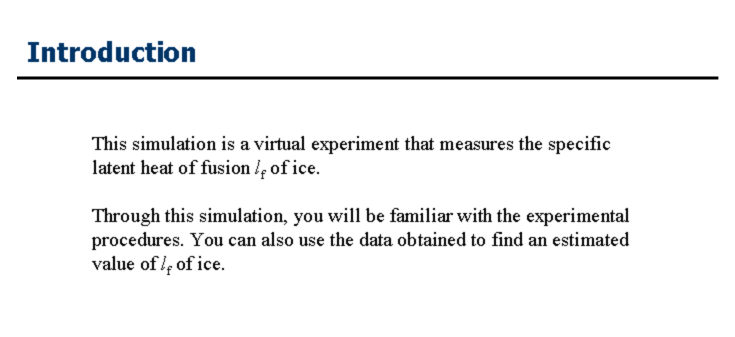 Introduction
This simulation is a virtual experiment that measures the specific
latent heat of fusion lf of ice.
Through this simulation, you will be familiar with the experimental
procedures. You can also use the data obtained to find an estimated
value of lf of ice.